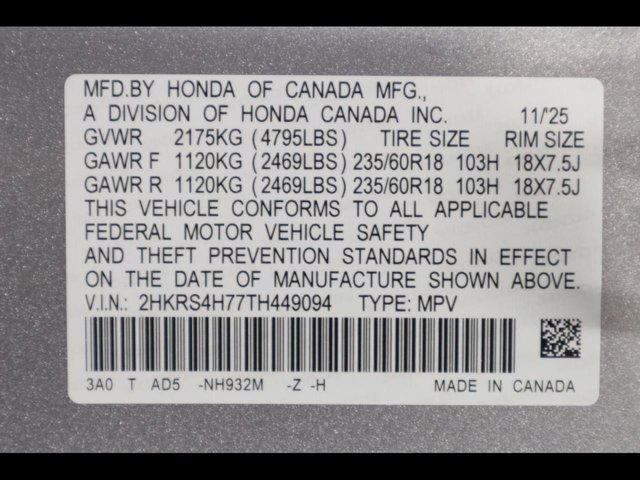 MFD.BY HONDA OF CANADA MFG.,
A DIVISION OF HONDA CANADA INC. 11/'25
GVWR 2175KG (4795LBS) TIRE SIZE RIM SIZE
GAWR F 1120KG (2469LBS) 235/60R18 103H 18X7.5J
GAWR R 1120KG (2469LBS) 235/60R18 103H 18X7.5J
THIS VEHICLE CONFORMS TO ALL APPLICABLE
FEDERAL MOTOR VEHICLE SAFETY
AND THEFT PREVENTION STANDARDS IN EFFECT
ON THE DATE OF MANUFACTURE SHOWN ABOVE.
V.I.N.: 2HKRS4H77TH449094 TYPE: MPV
3A0 T AD5 -NH932M -Z -H MADE IN CANADA